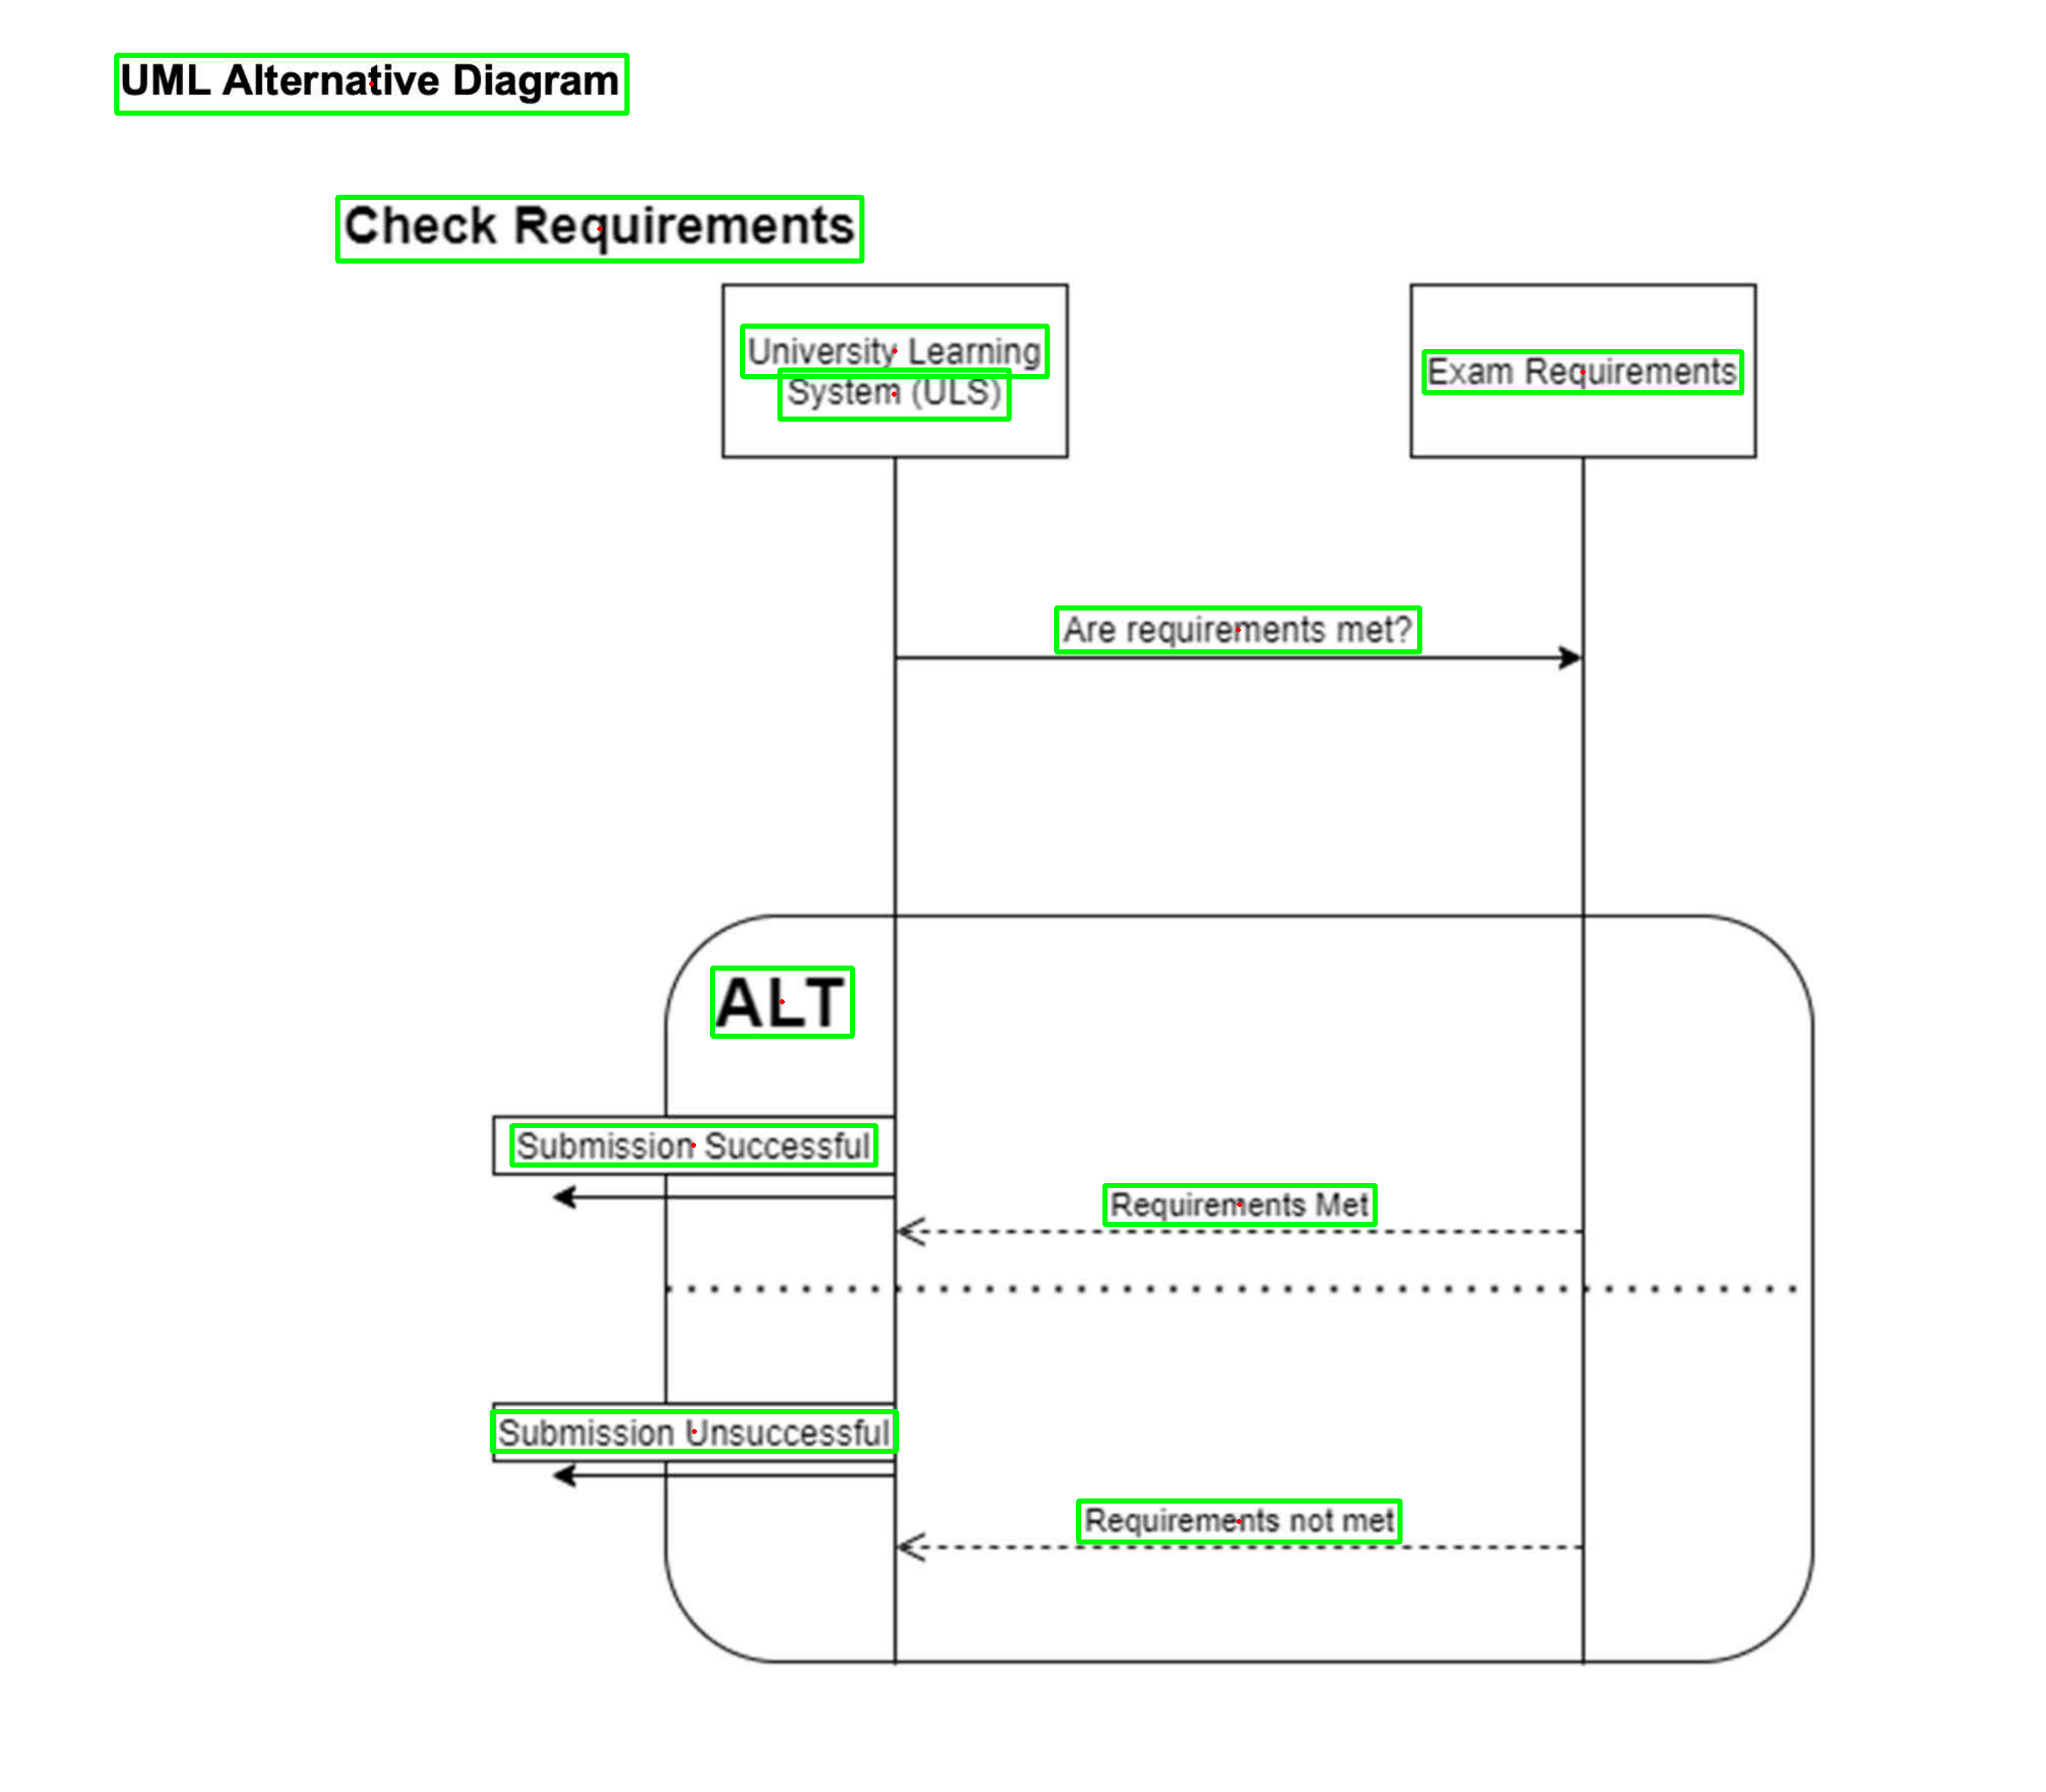 UML Alternative Diagram
Check Requirements
University Learning
System (ULS)
Exam Requirements
Are requirements met?
ALT
Submission Successful
Requirements Met
Submission Unsuccessful
Requirements not met